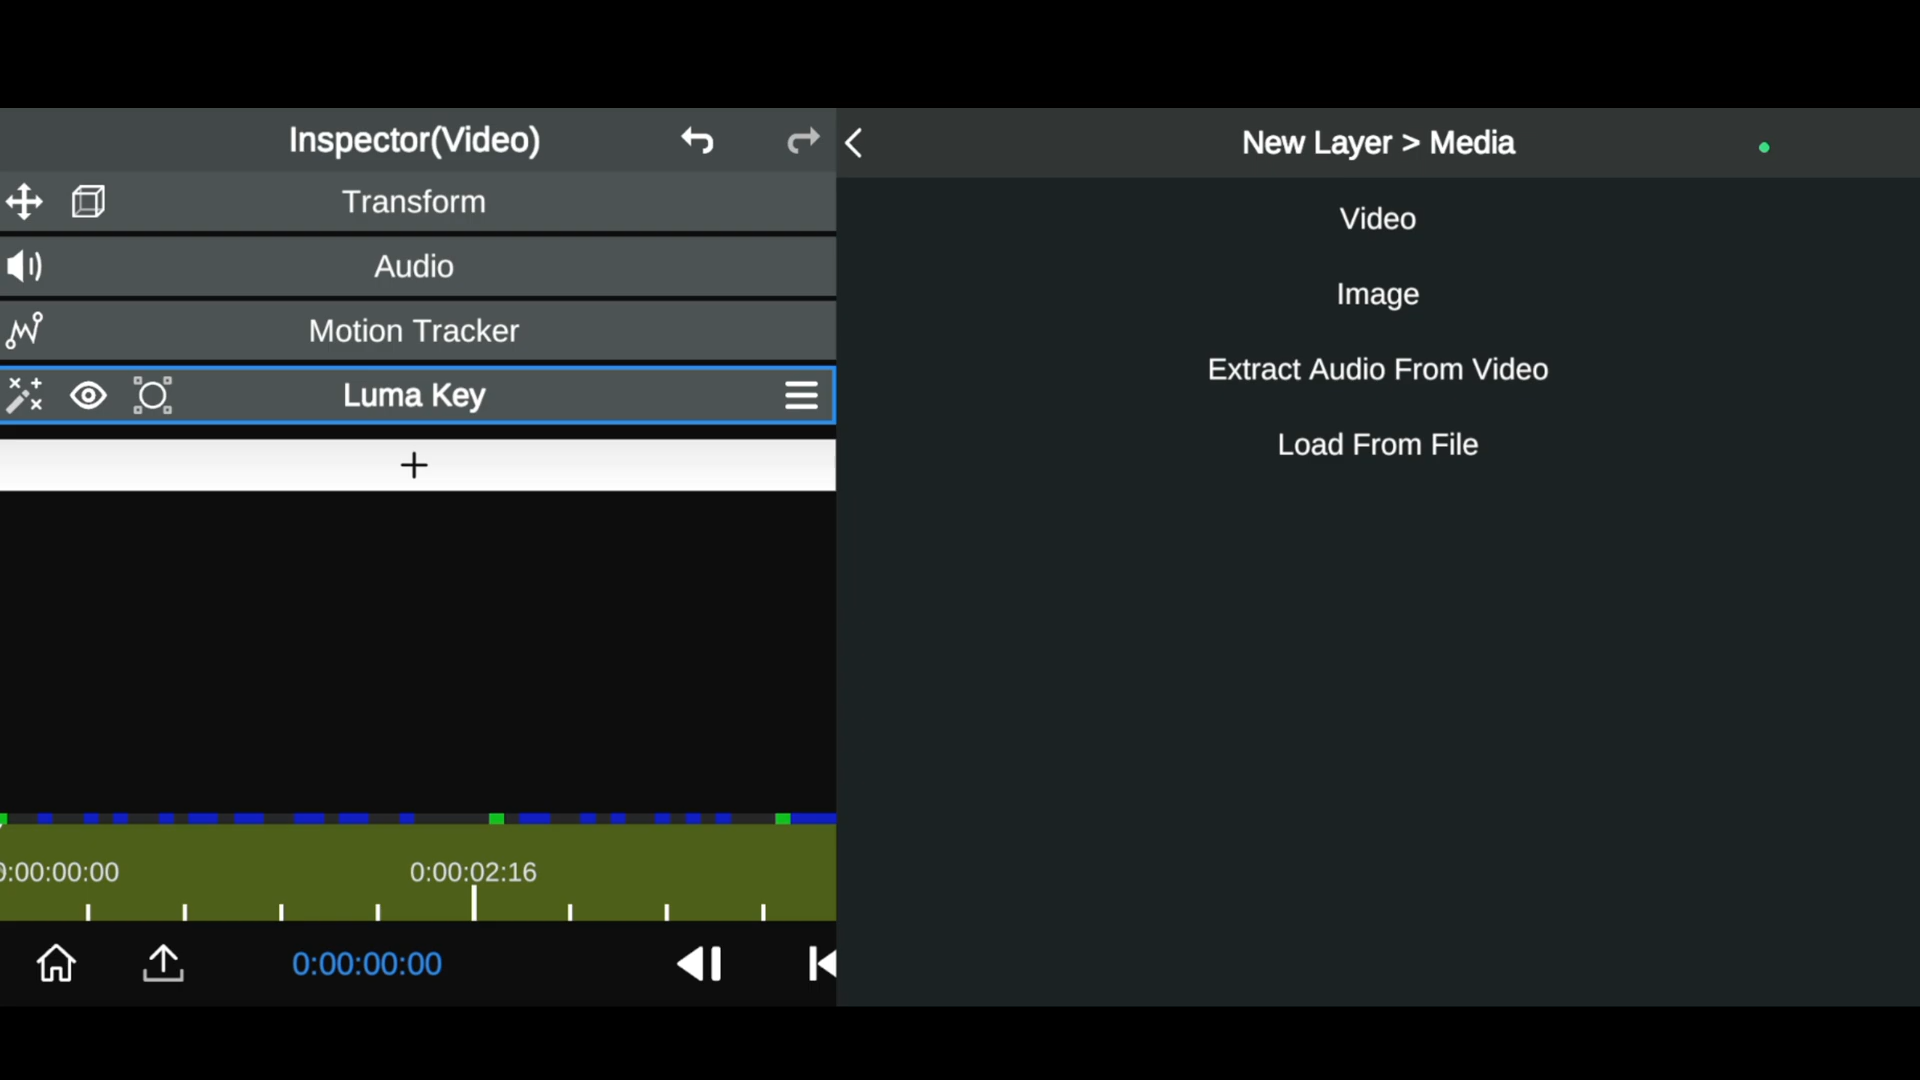 Inspector(Video)
Transform
Audio
Motion Tracker
Luma Key
0:00:00:00
0:00:02:16
0:00:00:00
New Layer > Media
Video
Image
Extract Audio From Video
Load From File